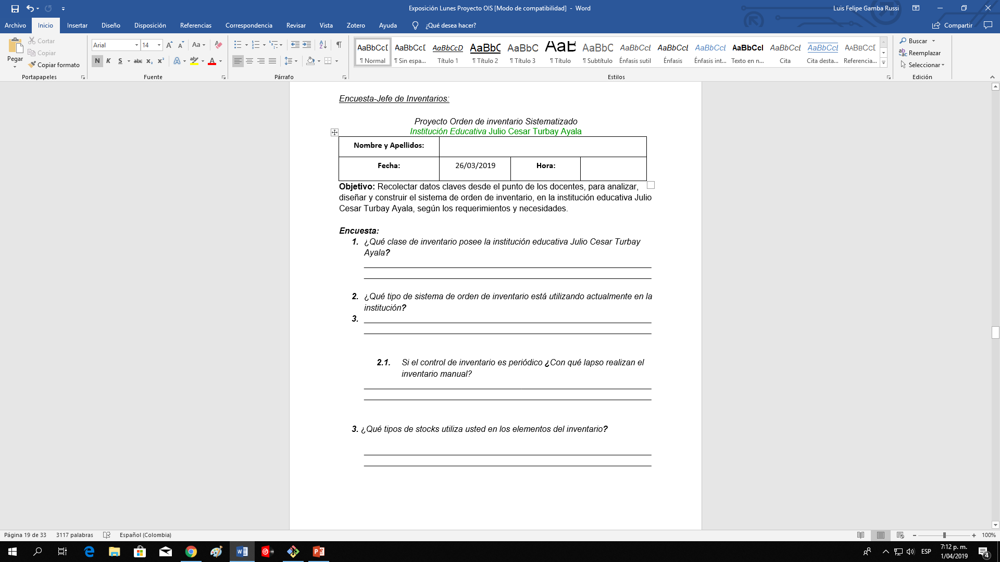 Exposición Lunes Proyecto OIS [Modo de compatibilidad] - Word
Luis Felipe Gamba Russi
Archivo Inicio Insertar Diseño Disposición Referencias Correspondencia Revisar Vista Zotero Ayuda ¿Qué desea hacer? Compartir
Pegar
Cortar
Copiar
Copiar formato
Portapapeles
Arial 14
N K S abc x₂ x²
Fuente
Párrafo
AaBbCcD AaBbCcD AaBbCcD AaBbC AaBbC AaB AaBbC AaBbCcL AaBbCcL AaBbCcL AaBbCcI AaBbCcL AaBbCcL AABBCCD
¶ Normal ¶ Sin espa... Título 1 ¶ Título 2 ¶ Título 3 ¶ Título ¶ Subtítulo Énfasis sutil Énfasis Énfasis int... Texto en n... Cita Cita desta... Referencia...
Estilos
Buscar
Reemplazar
Seleccionar
Edición
Encuesta-Jefe de Inventarios:
Proyecto Orden de inventario Sistematizado
Institución Educativa Julio Cesar Turbay Ayala
Nombre y Apellidos:
Fecha: 26/03/2019 Hora:
Objetivo: Recolectar datos claves desde el punto de los docentes, para analizar,
diseñar y construir el sistema de orden de inventario, en la institución educativa Julio
Cesar Turbay Ayala, según los requerimientos y necesidades.
Encuesta:
1. ¿Qué clase de inventario posee la institución educativa Julio Cesar Turbay
Ayala?
2. ¿Qué tipo de sistema de orden de inventario está utilizando actualmente en la
institución?
3.
2.1. Si el control de inventario es periódico ¿Con qué lapso realizan el
inventario manual?
3. ¿Qué tipos de stocks utiliza usted en los elementos del inventario?
Página 19 de 33 3117 palabras Español (Colombia) 100%
ESP
7:12 p. m.
1/04/2019
4